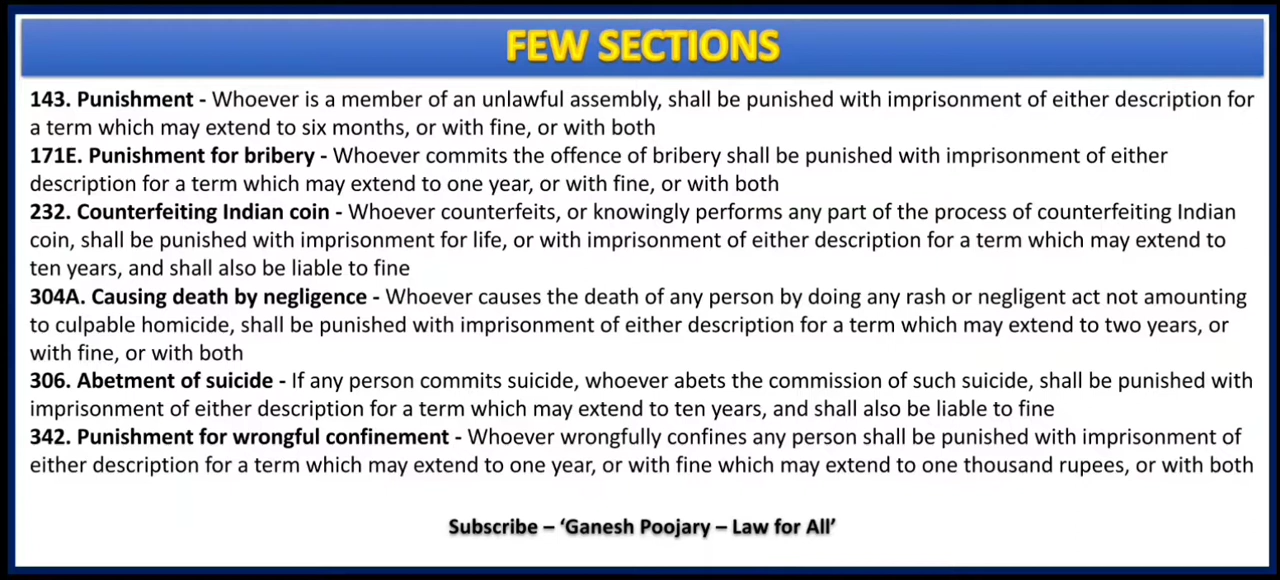 FEW SECTIONS
143. Punishment - Whoever is a member of an unlawful assembly, shall be punished with imprisonment of either description for
a term which may extend to six months, or with fine, or with both
171E. Punishment for bribery - Whoever commits the offence of bribery shall be punished with imprisonment of either
description for a term which may extend to one year, or with fine, or with both
232. Counterfeiting Indian coin - Whoever counterfeits, or knowingly performs any part of the process of counterfeiting Indian
coin, shall be punished with imprisonment for life, or with imprisonment of either description for a term which may extend to
ten years, and shall also be liable to fine
304A. Causing death by negligence - Whoever causes the death of any person by doing any rash or negligent act not amounting
to culpable homicide, shall be punished with imprisonment of either description for a term which may extend to two years, or
with fine, or with both
306. Abetment of suicide - If any person commits suicide, whoever abets the commission of such suicide, shall be punished with
imprisonment of either description for a term which may extend to ten years, and shall also be liable to fine
342. Punishment for wrongful confinement - Whoever wrongfully confines any person shall be punished with imprisonment of
either description for a term which may extend to one year, or with fine which may extend to one thousand rupees, or with both
Subscribe – ‘Ganesh Poojary – Law for All’